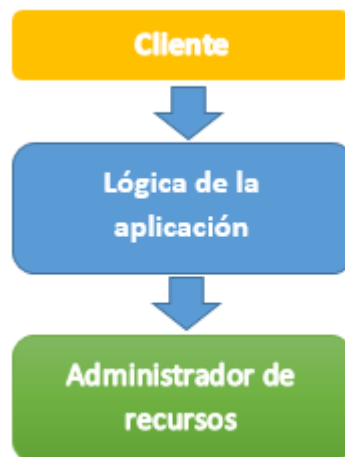 Cliente
Lógica de la
aplicación
Administrador de
recursos